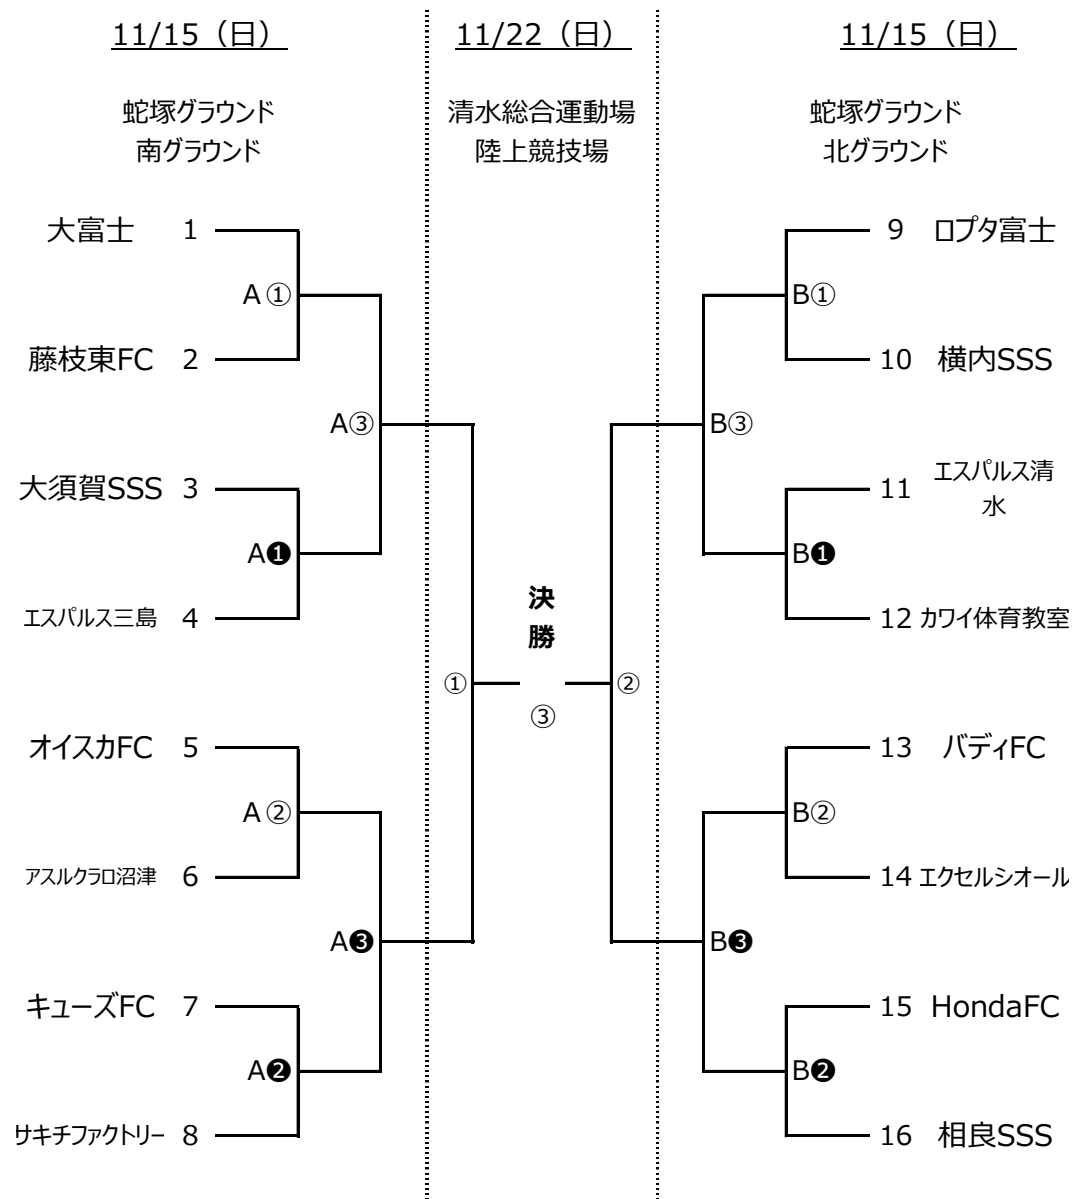 11/15（日）
蛇塚グラウンド
南グラウンド
大富士 1
A①
藤枝東FC 2
A③
大須賀SSS 3
A❶
エスパルス三島 4
オイスカFC 5
A②
アスルクラロ沼津 6
A❸
キューズFC 7
A❷
サキチファクトリー 8
11/22（日）
清水総合運動場
陸上競技場
決
勝
①
②
③
11/15（日）
蛇塚グラウンド
北グラウンド
9 ロプタ富士
B①
10 横内SSS
B③
11 エスパルス清
水
B❶
12 カワイ体育教室
13 バディFC
B②
14 エクセルシオール
B❸
15 HondaFC
B❷
16 相良SSS